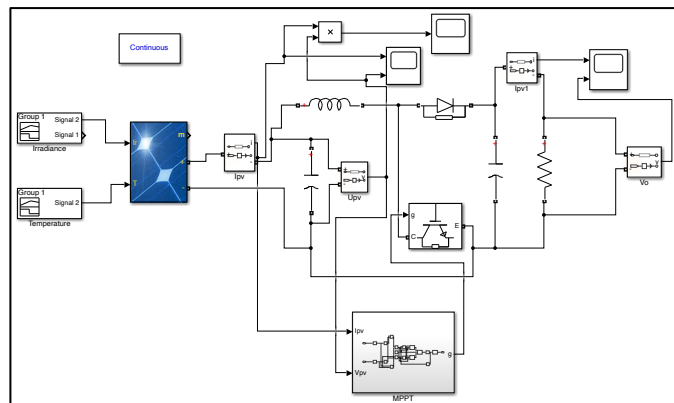 Continuous
×
i
+
-
Ipv1
Group 1
Signal 2
Signal 1
Irradiance
Ir
T
m
+
-
i
+
-
Ipv
+
v
-
Upv
g
C
E
+
v
-
Vo
Group 1
Signal 2
Temperature
Ipv
Vpv
g
MPPT